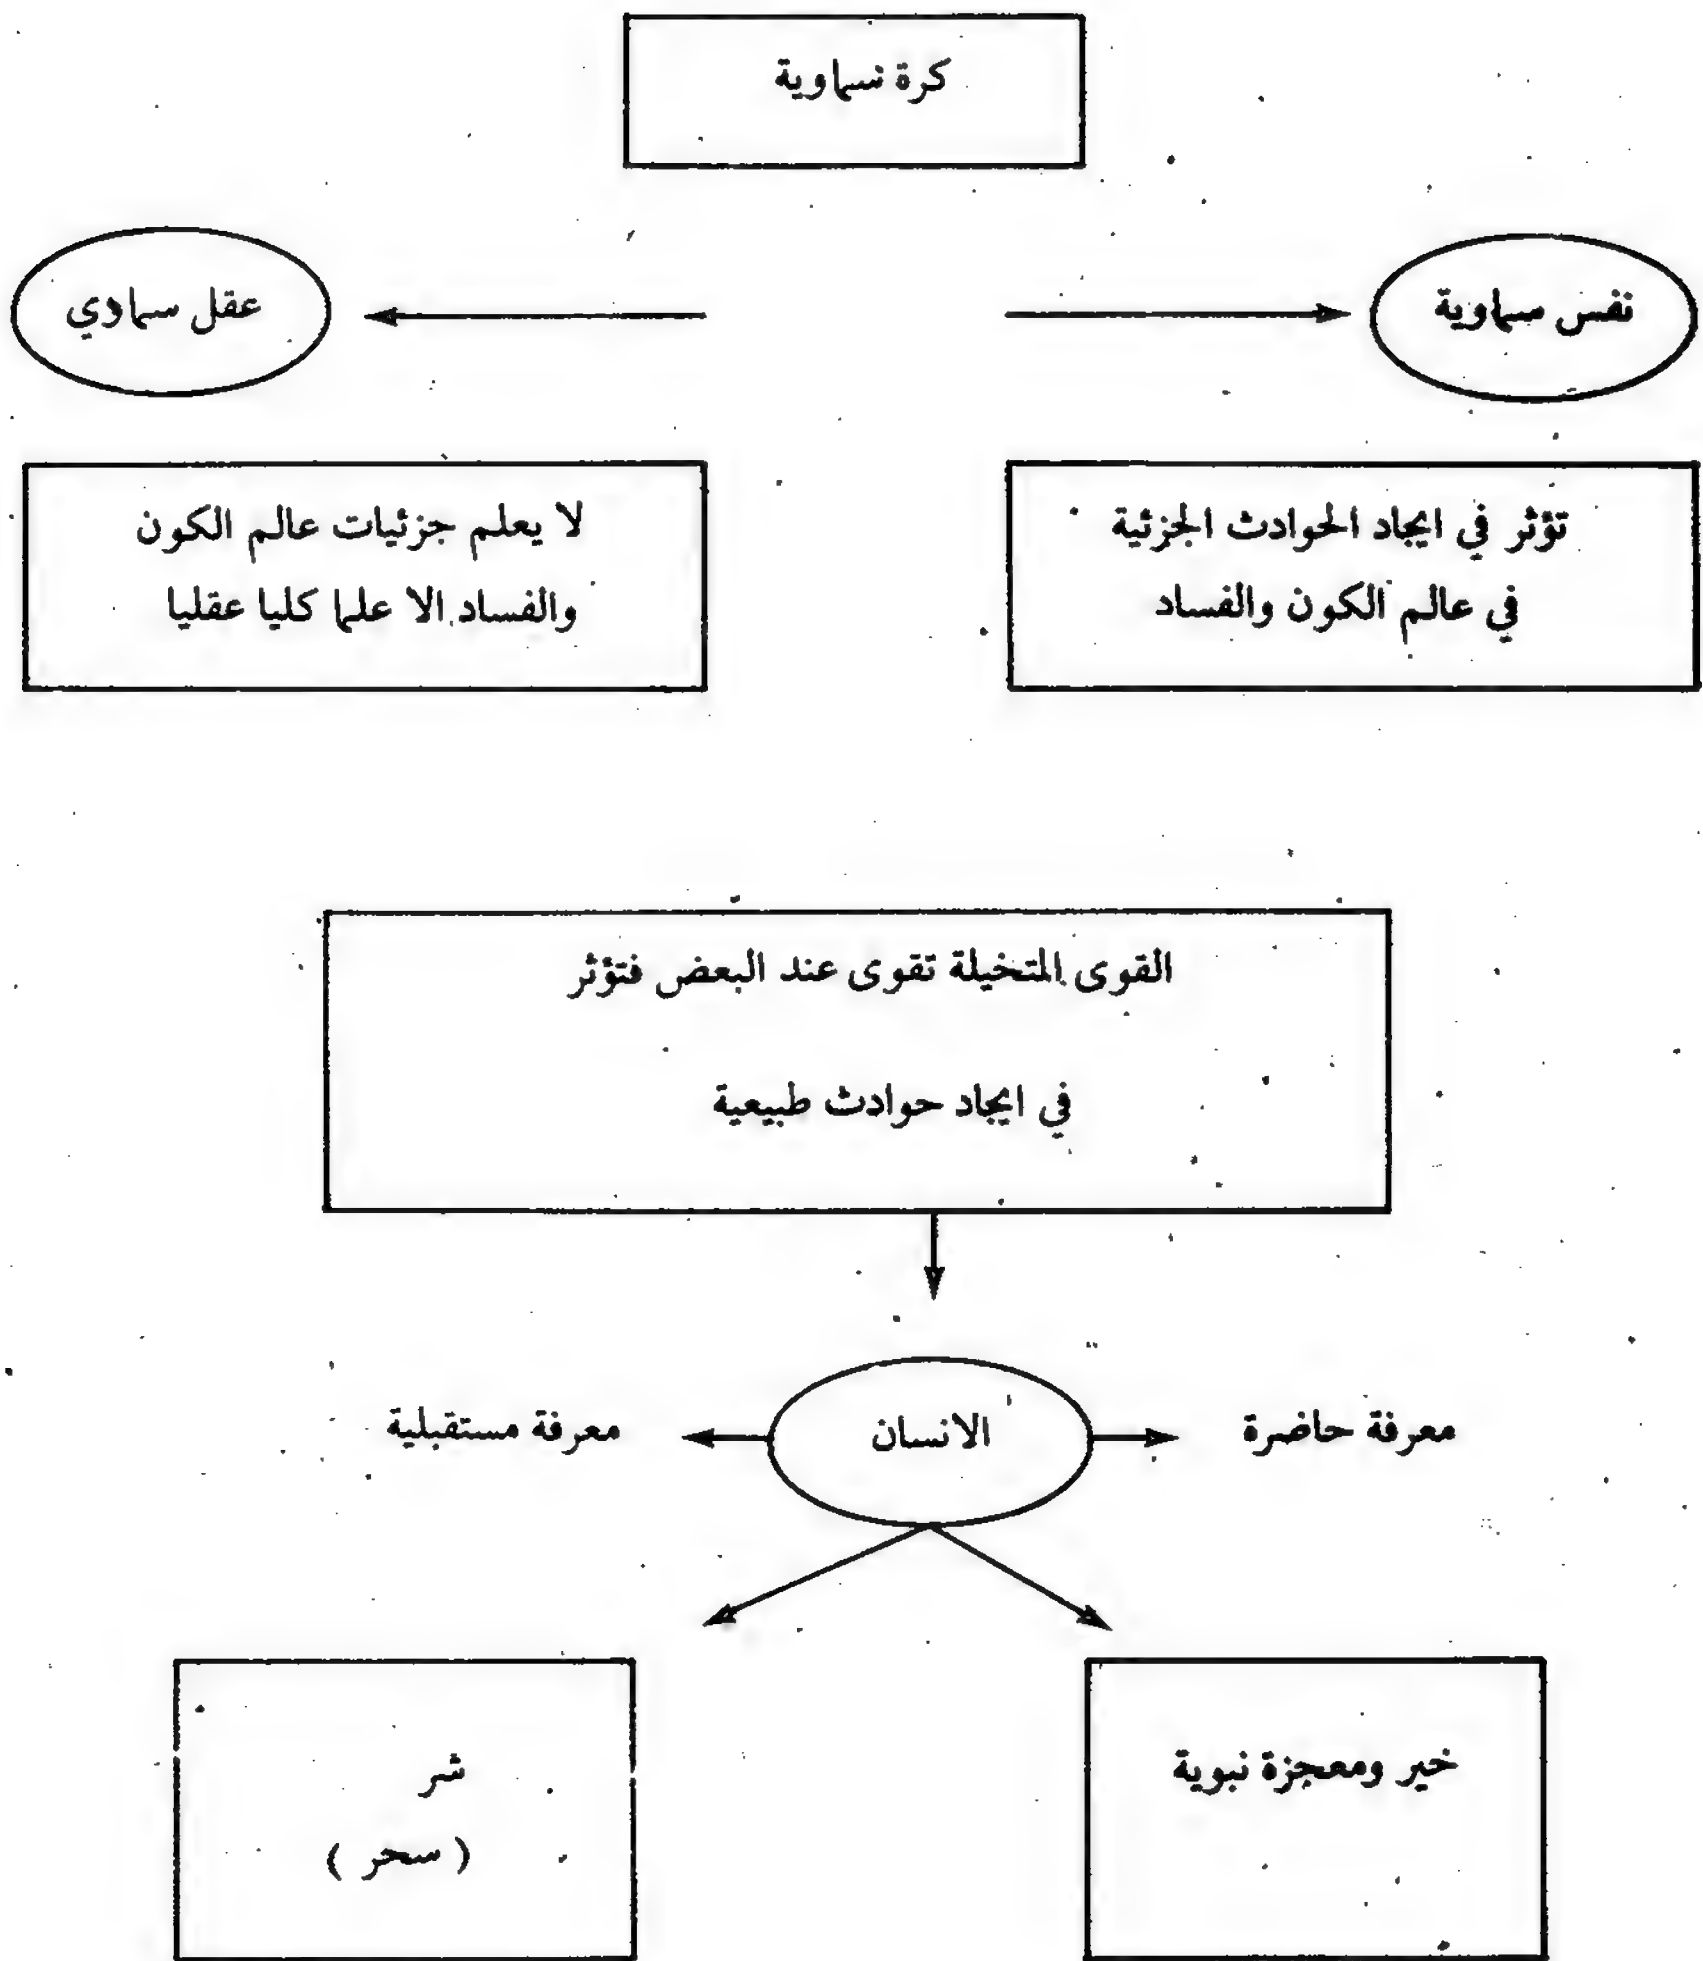 كرة سماوية
نفس سماوية
عقل سماوي
تؤثر في ايجاد الحوادث الجزئية
في عالم الكون والفساد
لا يعلم جزئيات عالم الكون
والفساد الا علما كليا عقليا
القوى المتخيلة تقوى عند البعض فتؤثر
في ايجاد حوادث طبيعية
معرفة حاضرة
الانسان
معرفة مستقبلية
خير ومعجزة نبوية
شر
( سحر )